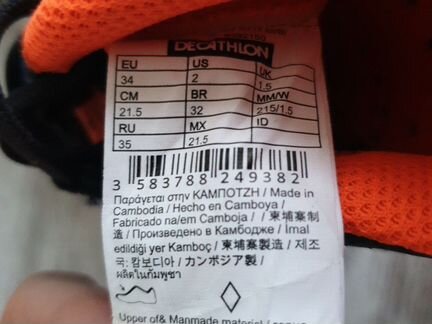 DECATHLON
EU US UK
34 2 1.5
CM BR MM/W
21.5 32 215/1.5
RU MX ID
35 21.5
3 583788 249382
Παράγεται στην ΚΑΜΠΟΤΖΗ / Made in
Cambodia / Hecho en Camboya /
Fabricado na/em Camboja / / 柬埔寨制
造 / Произведено в Камбодже / İmal
edildiği yer Kamboç / 柬埔寨製造 / 제조
국: 캄보디아 / カンボジア製 /
ผลิตในกัมพูชา
Upper of& Manmade material /